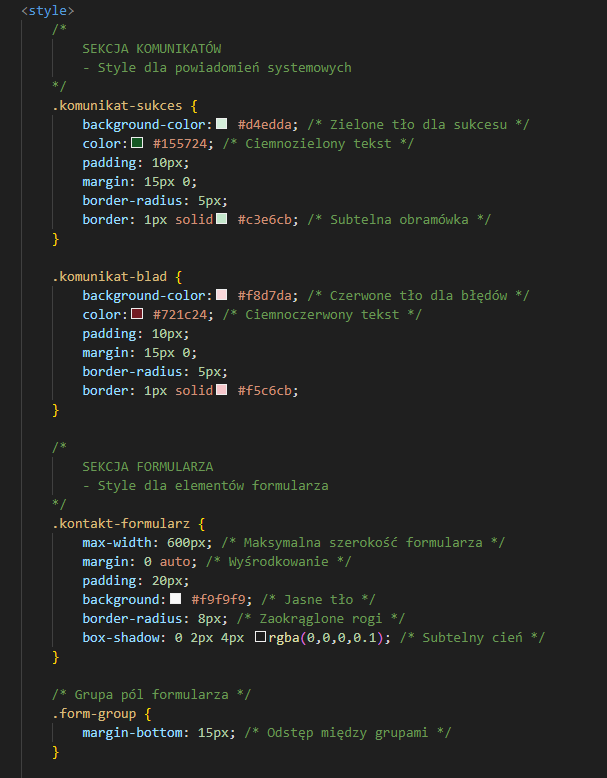 <style>
/*
SEKCJA KOMUNIKATÓW
- Style dla powiadomień systemowych
*/
.komunikat-sukces {
background-color: #d4edda; /* Zielone tło dla sukcesu */
color: #155724; /* Ciemnozielony tekst */
padding: 10px;
margin: 15px 0;
border-radius: 5px;
border: 1px solid #c3e6cb; /* Subtelna obramówka */
}
.komunikat-blad {
background-color: #f8d7da; /* Czerwone tło dla błędów */
color: #721c24; /* Ciemnoczerwony tekst */
padding: 10px;
margin: 15px 0;
border-radius: 5px;
border: 1px solid #f5c6cb;
}
/*
SEKCJA FORMULARZA
- Style dla elementów formularza
*/
.kontakt-formularz {
max-width: 600px; /* Maksymalna szerokość formularza */
margin: 0 auto; /* Wyśrodkowanie */
padding: 20px;
background: #f9f9f9; /* Jasne tło */
border-radius: 8px; /* Zaokrąglone rogi */
box-shadow: 0 2px 4px rgba(0,0,0,0.1); /* Subtelny cień */
}
/* Grupa pól formularza */
.form-group {
margin-bottom: 15px; /* Odstęp między grupami */
}